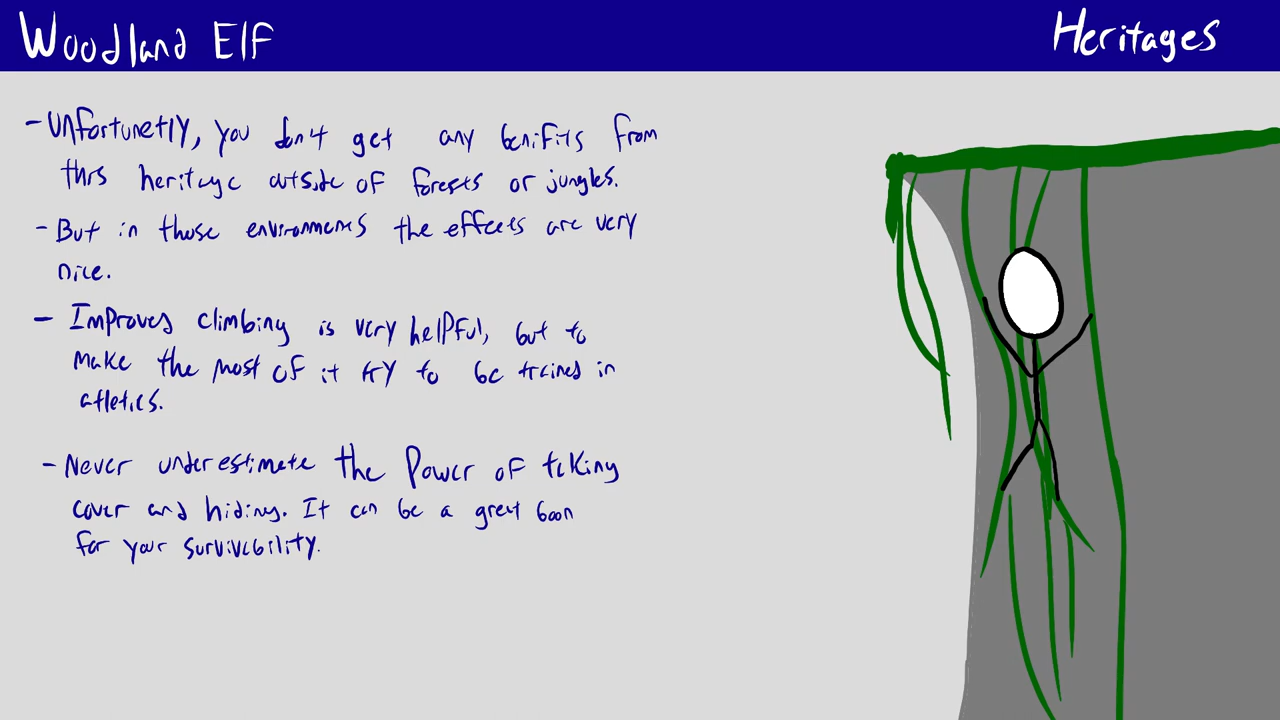 Woodland Elf
Heritages
- Unfortunetly, you don't get any benifits from
this heritage outside of forests or jungles.
- But in those environments the effects are very
nice.
- Improves climbing is very helpful, but to
make the most of it try to be trained in
atletics.
- Never underestimate the Power of taking
cover and hiding. It can be a great boon
for your survivability.